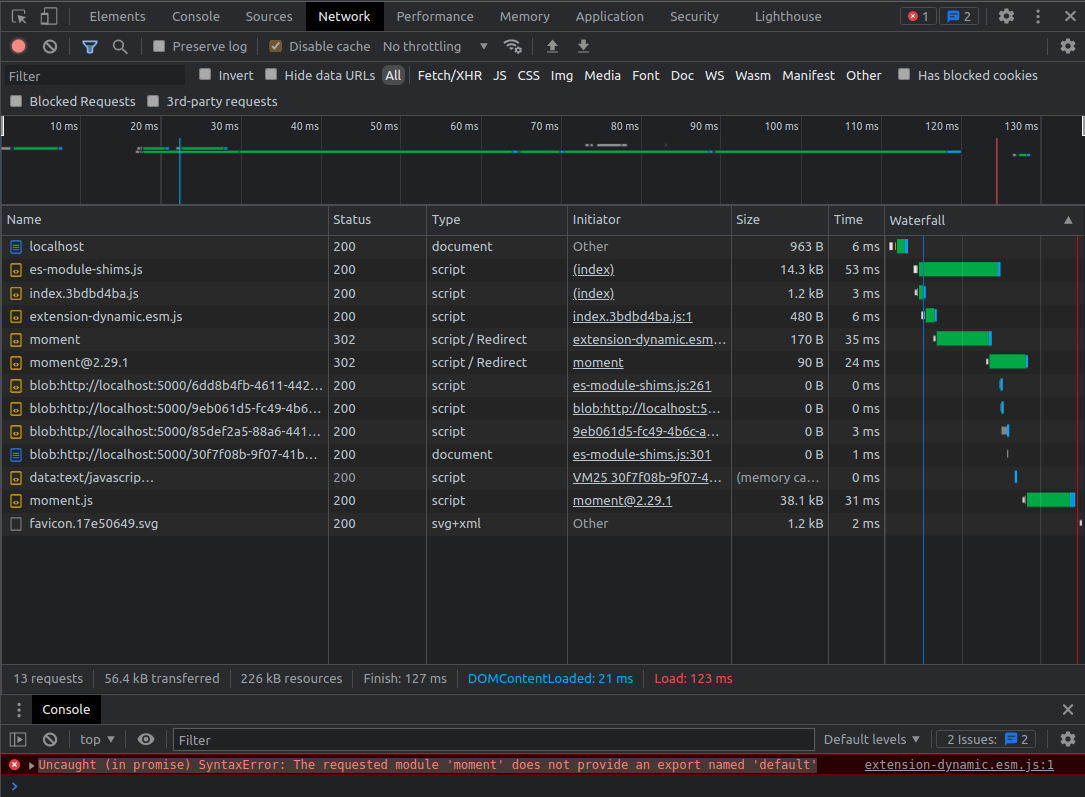 Elements Console Sources Network Performance Memory Application Security Lighthouse 1 2
Preserve log Disable cache No throttling
Filter Invert Hide data URLs All Fetch/XHR JS CSS Img Media Font Doc WS Wasm Manifest Other Has blocked cookies
Blocked Requests 3rd-party requests
10 ms 20 ms 30 ms 40 ms 50 ms 60 ms 70 ms 80 ms 90 ms 100 ms 110 ms 120 ms 130 ms
Name Status Type Initiator Size Time Waterfall
localhost 200 document Other 963 B 6 ms
es-module-shims.js 200 script (index) 14.3 kB 53 ms
index.3bdbd4ba.js 200 script (index) 1.2 kB 3 ms
extension-dynamic.esm.js 200 script index.3bdbd4ba.js:1 480 B 6 ms
moment 302 script / Redirect extension-dynamic.esm... 170 B 35 ms
moment@2.29.1 302 script / Redirect moment 90 B 24 ms
blob:http://localhost:5000/6dd8b4fb-4611-442... 200 script es-module-shims.js:261 0 B 0 ms
blob:http://localhost:5000/9eb061d5-fc49-4b6... 200 script blob:http://localhost:5... 0 B 0 ms
blob:http://localhost:5000/85def2a5-88a6-441... 200 script 9eb061d5-fc49-4b6c-a... 0 B 3 ms
blob:http://localhost:5000/30f7f08b-9f07-41b... 200 document es-module-shims.js:301 0 B 1 ms
data:text/javascrip... 200 script VM25 30f7f08b-9f07-4... (memory ca... 0 ms
moment.js 200 script moment@2.29.1 38.1 kB 31 ms
favicon.17e50649.svg 200 svg+xml Other 1.2 kB 2 ms
13 requests 56.4 kB transferred 226 kB resources Finish: 127 ms DOMContentLoaded: 21 ms Load: 123 ms
Console
top Filter Default levels 2 Issues: 2
Uncaught (in promise) SyntaxError: The requested module 'moment' does not provide an export named 'default' extension-dynamic.esm.js:1